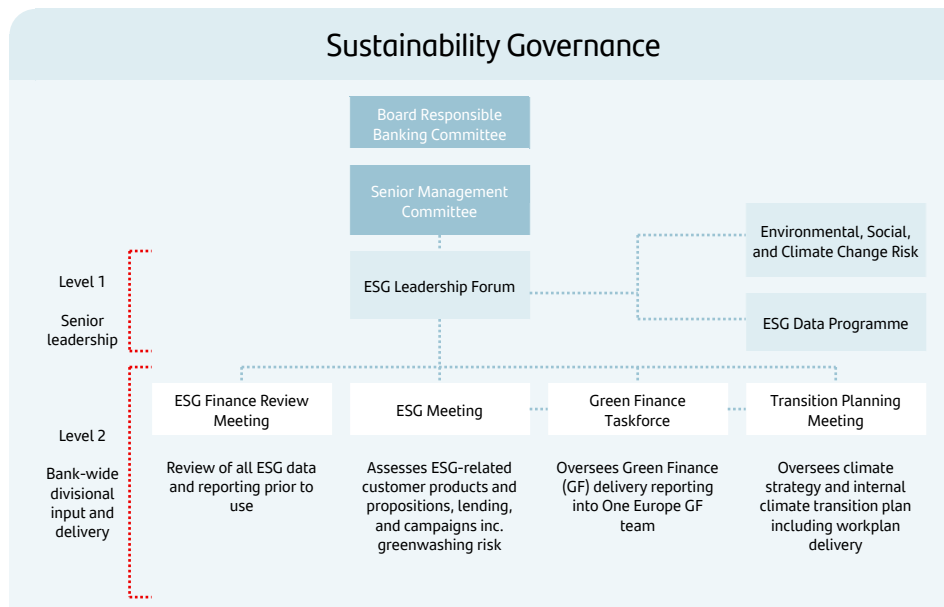 Sustainability Governance
Board Responsible
Banking Committee
Senior Management
Committee
Environmental, Social,
and Climate Change Risk
Level 1
Senior
leadership
ESG Leadership Forum
ESG Data Programme
Level 2
Bank-wide
divisional
input and
delivery
ESG Finance Review
Meeting
Review of all ESG data
and reporting prior to
use
ESG Meeting
Assesses ESG-related
customer products and
propositions, lending,
and campaigns inc.
greenwashing risk
Green Finance
Taskforce
Oversees Green Finance
(GF) delivery reporting
into One Europe GF
team
Transition Planning
Meeting
Oversees climate
strategy and internal
climate transition plan
including workplan
delivery